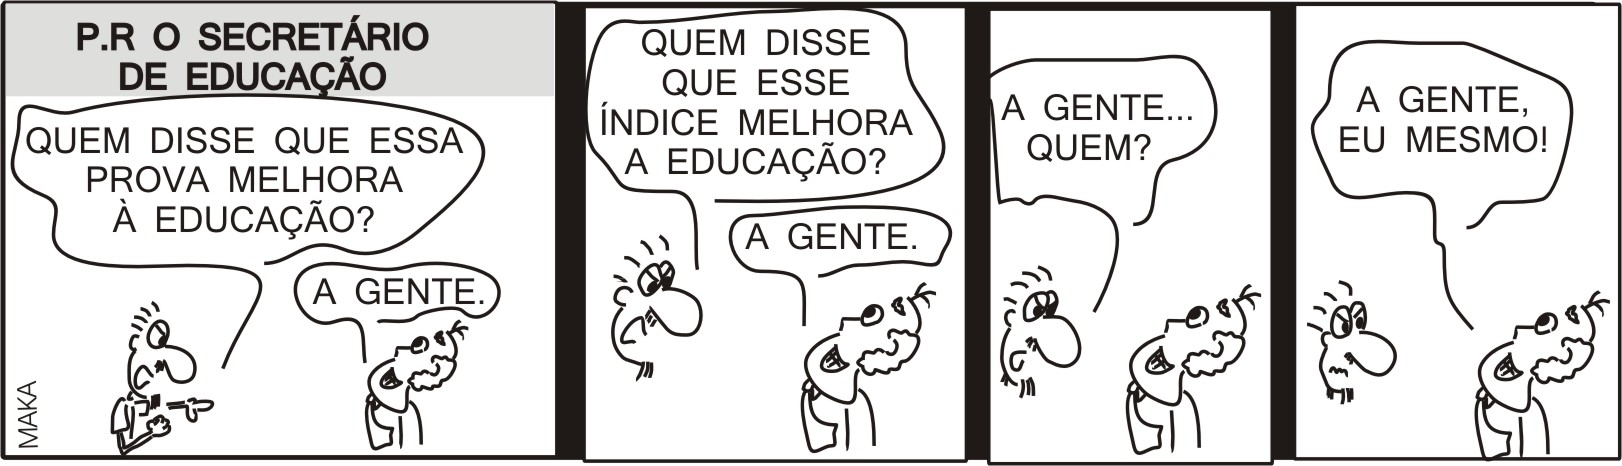 P.R O SECRETÁRIO
DE EDUCAÇÃO
QUEM DISSE QUE ESSA
PROVA MELHORA
À EDUCAÇÃO?
A GENTE.
MAKA
QUEM DISSE
QUE ESSE
ÍNDICE MELHORA
A EDUCAÇÃO?
A GENTE.
A GENTE...
QUEM?
A GENTE,
EU MESMO!